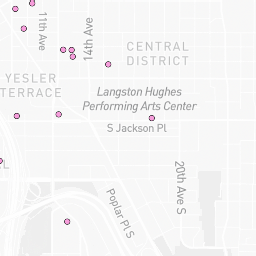 11th Ave
14th Ave
CENTRAL
DISTRICT
YESLER
TERRACE
Langston Hughes
Performing Arts Center
S Jackson Pl
20th Ave S
Poplar Pl S